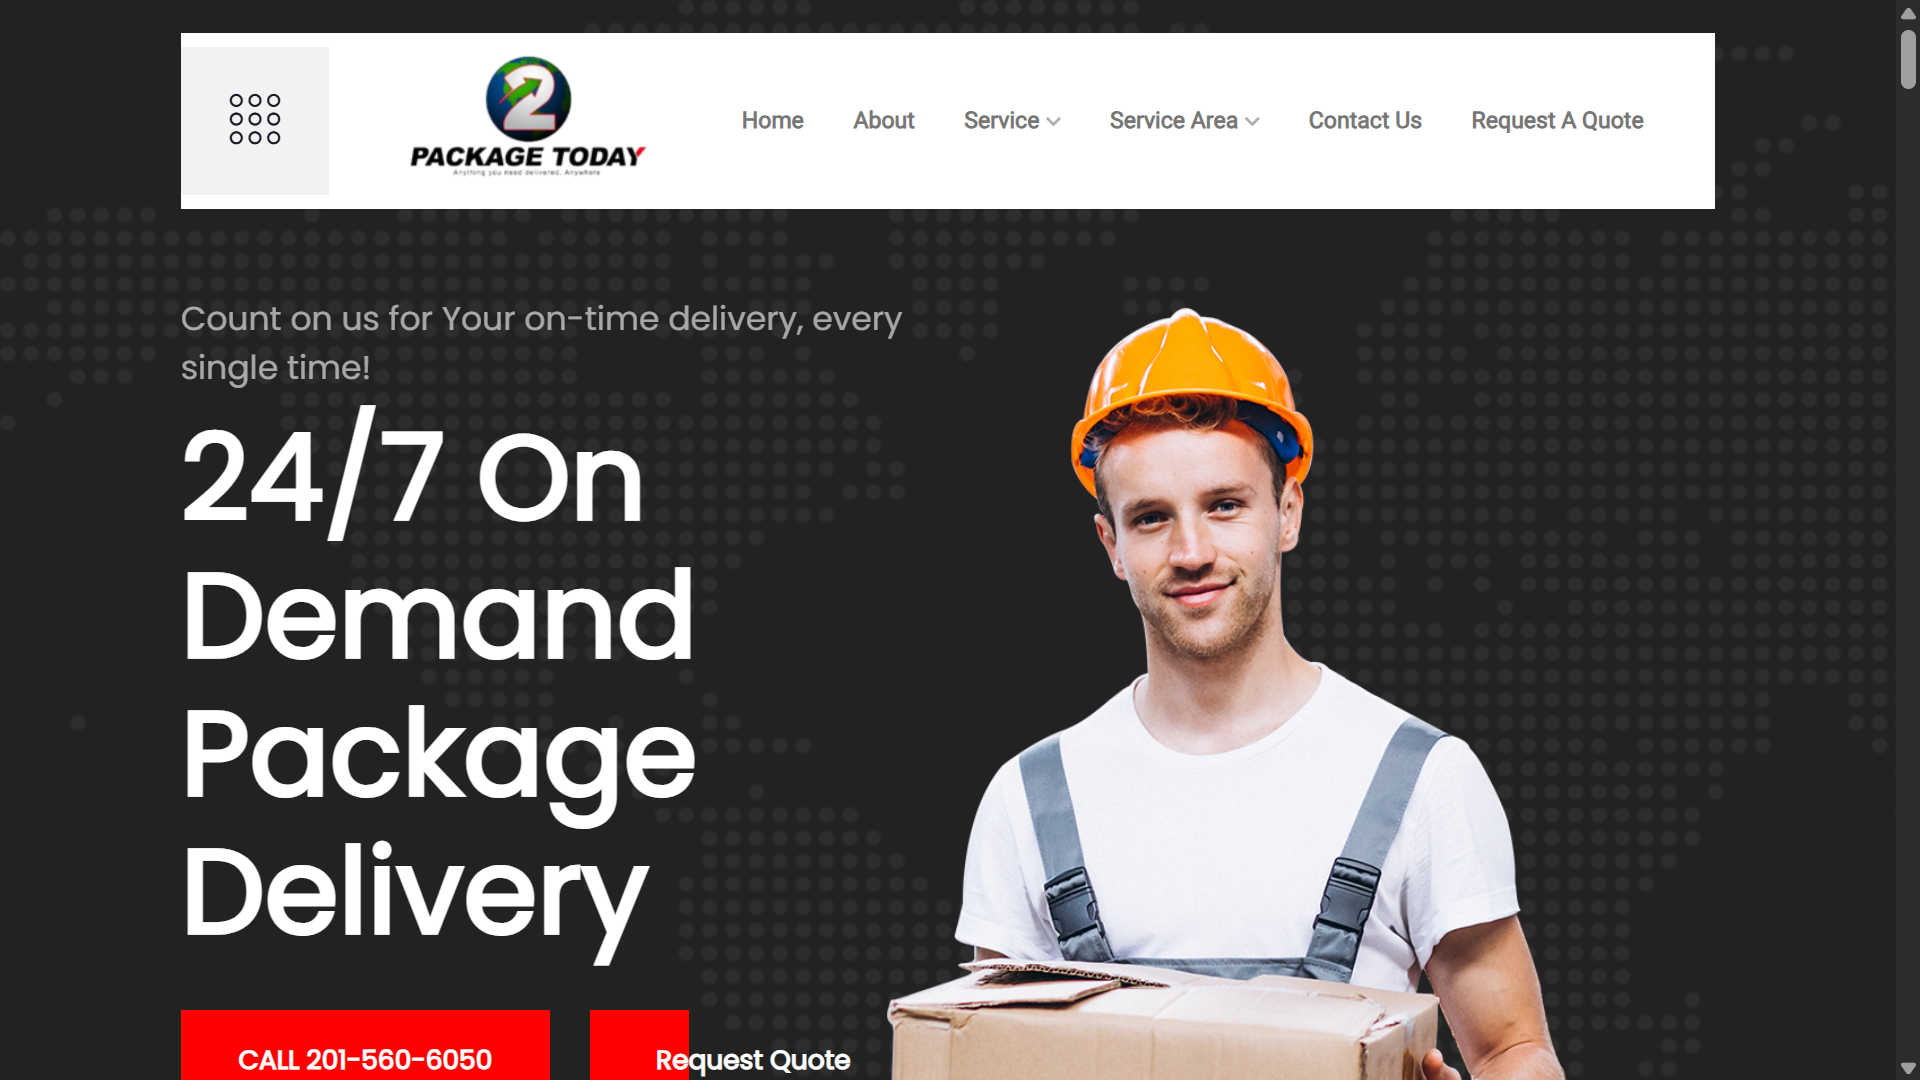 2
PACKAGE TODAY
Anything you need delivered, Anywhere
Home
About
Service
Service Area
Contact Us
Request A Quote
Count on us for Your on-time delivery, every
single time!
24/7 On
Demand
Package
Delivery
CALL 201-560-6050
Request Quote